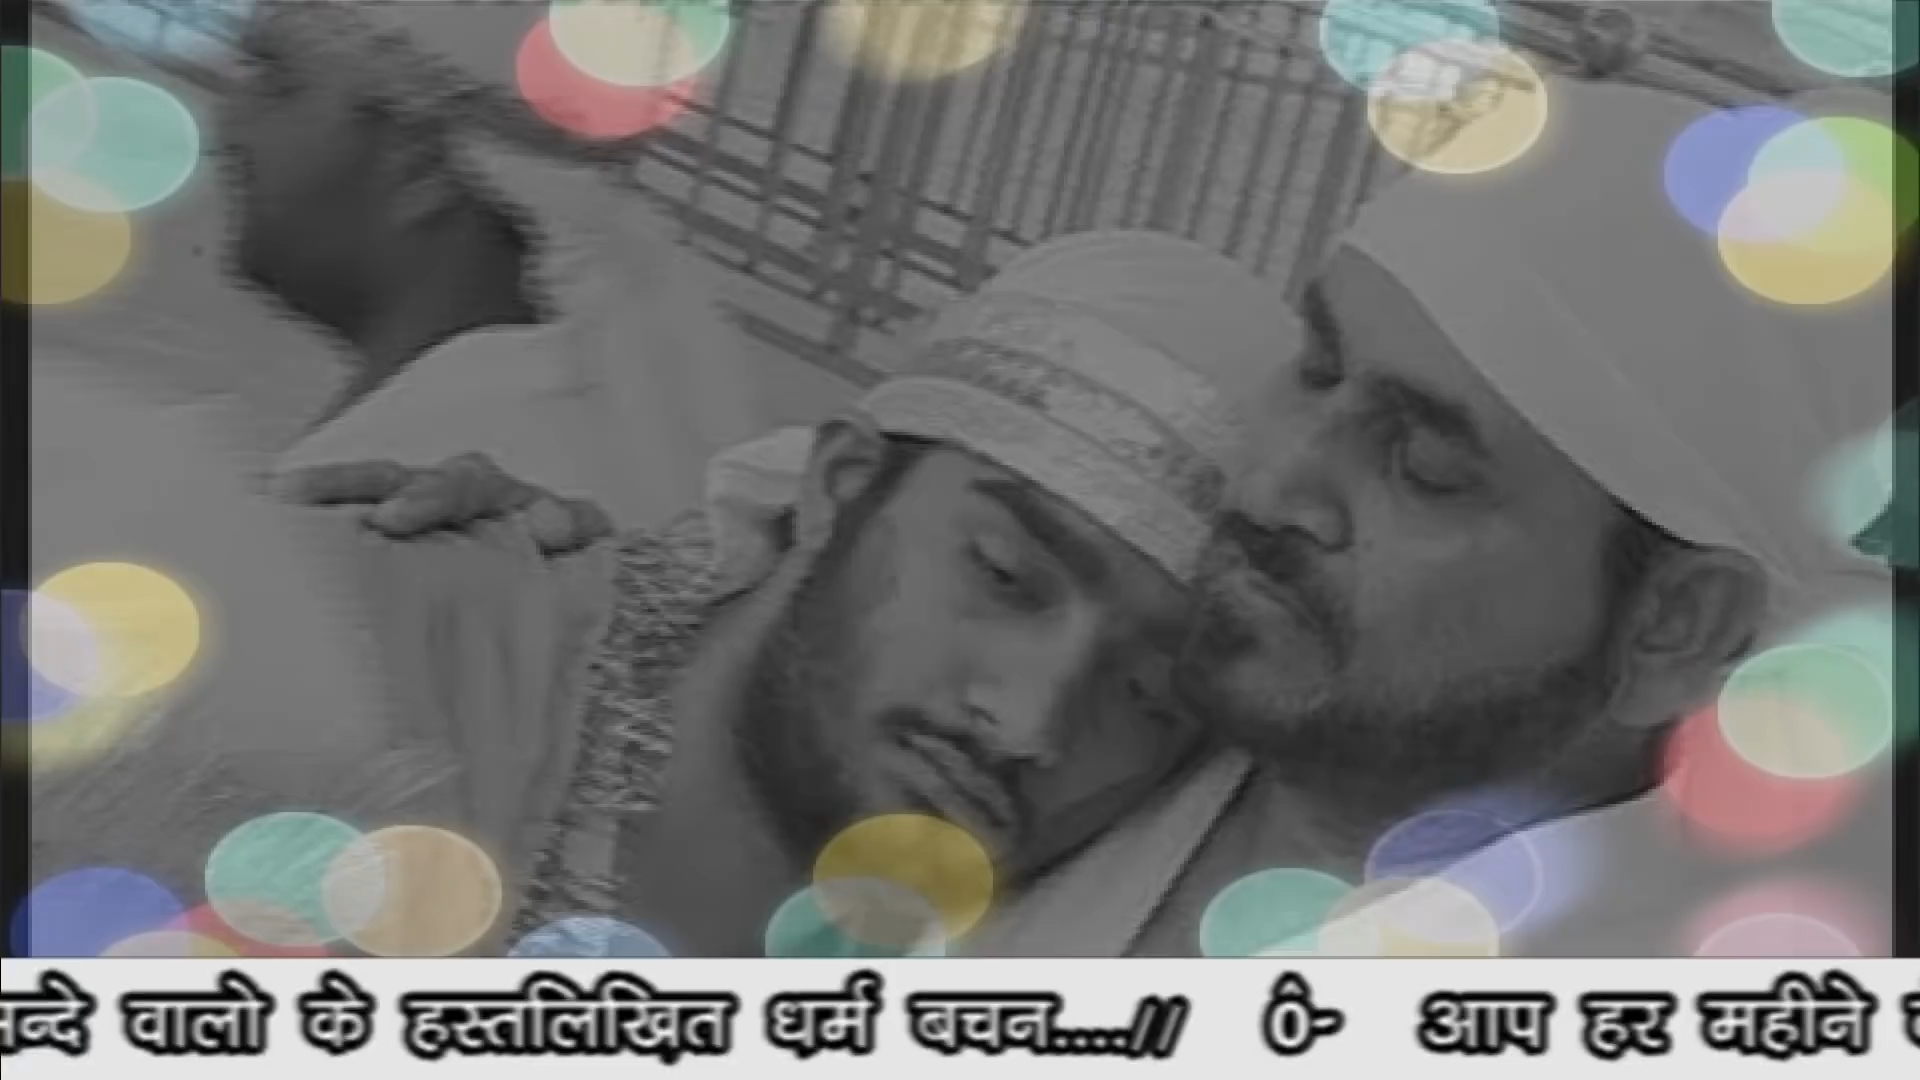 वालो के हस्तलिखित धर्म बचन....// ô- आप हर महीने